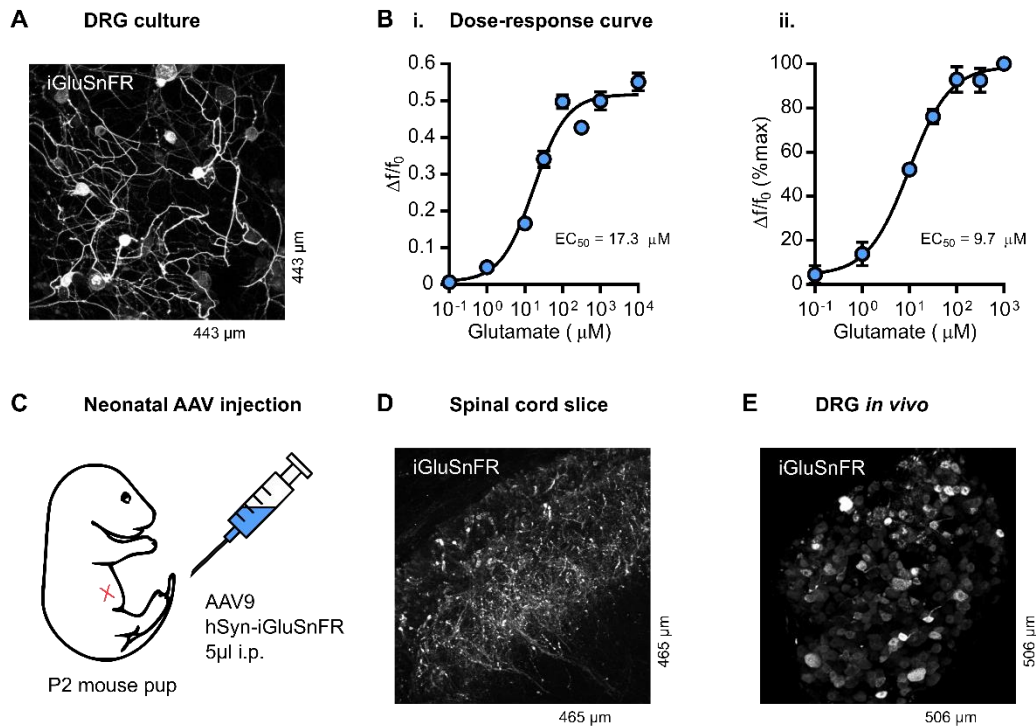 A DRG culture
iGluSnFR
443 µm
443 µm
B i. Dose-response curve
0.6
0.5
0.4
0.3
0.2
0.1
0
Δf/f₀
EC₅₀ = 17.3 µM
10⁻¹ 10⁰ 10¹ 10² 10³ 10⁴
Glutamate ( µM)
ii.
100
80
60
40
20
0
Δf/f₀ (%max)
EC₅₀ = 9.7 µM
10⁻¹ 10⁰ 10¹ 10² 10³
Glutamate ( µM)
C Neonatal AAV injection
AAV9
hSyn-iGluSnFR
5µl i.p.
P2 mouse pup
D Spinal cord slice
iGluSnFR
465 µm
465 µm
E DRG in vivo
iGluSnFR
506 µm
506 µm